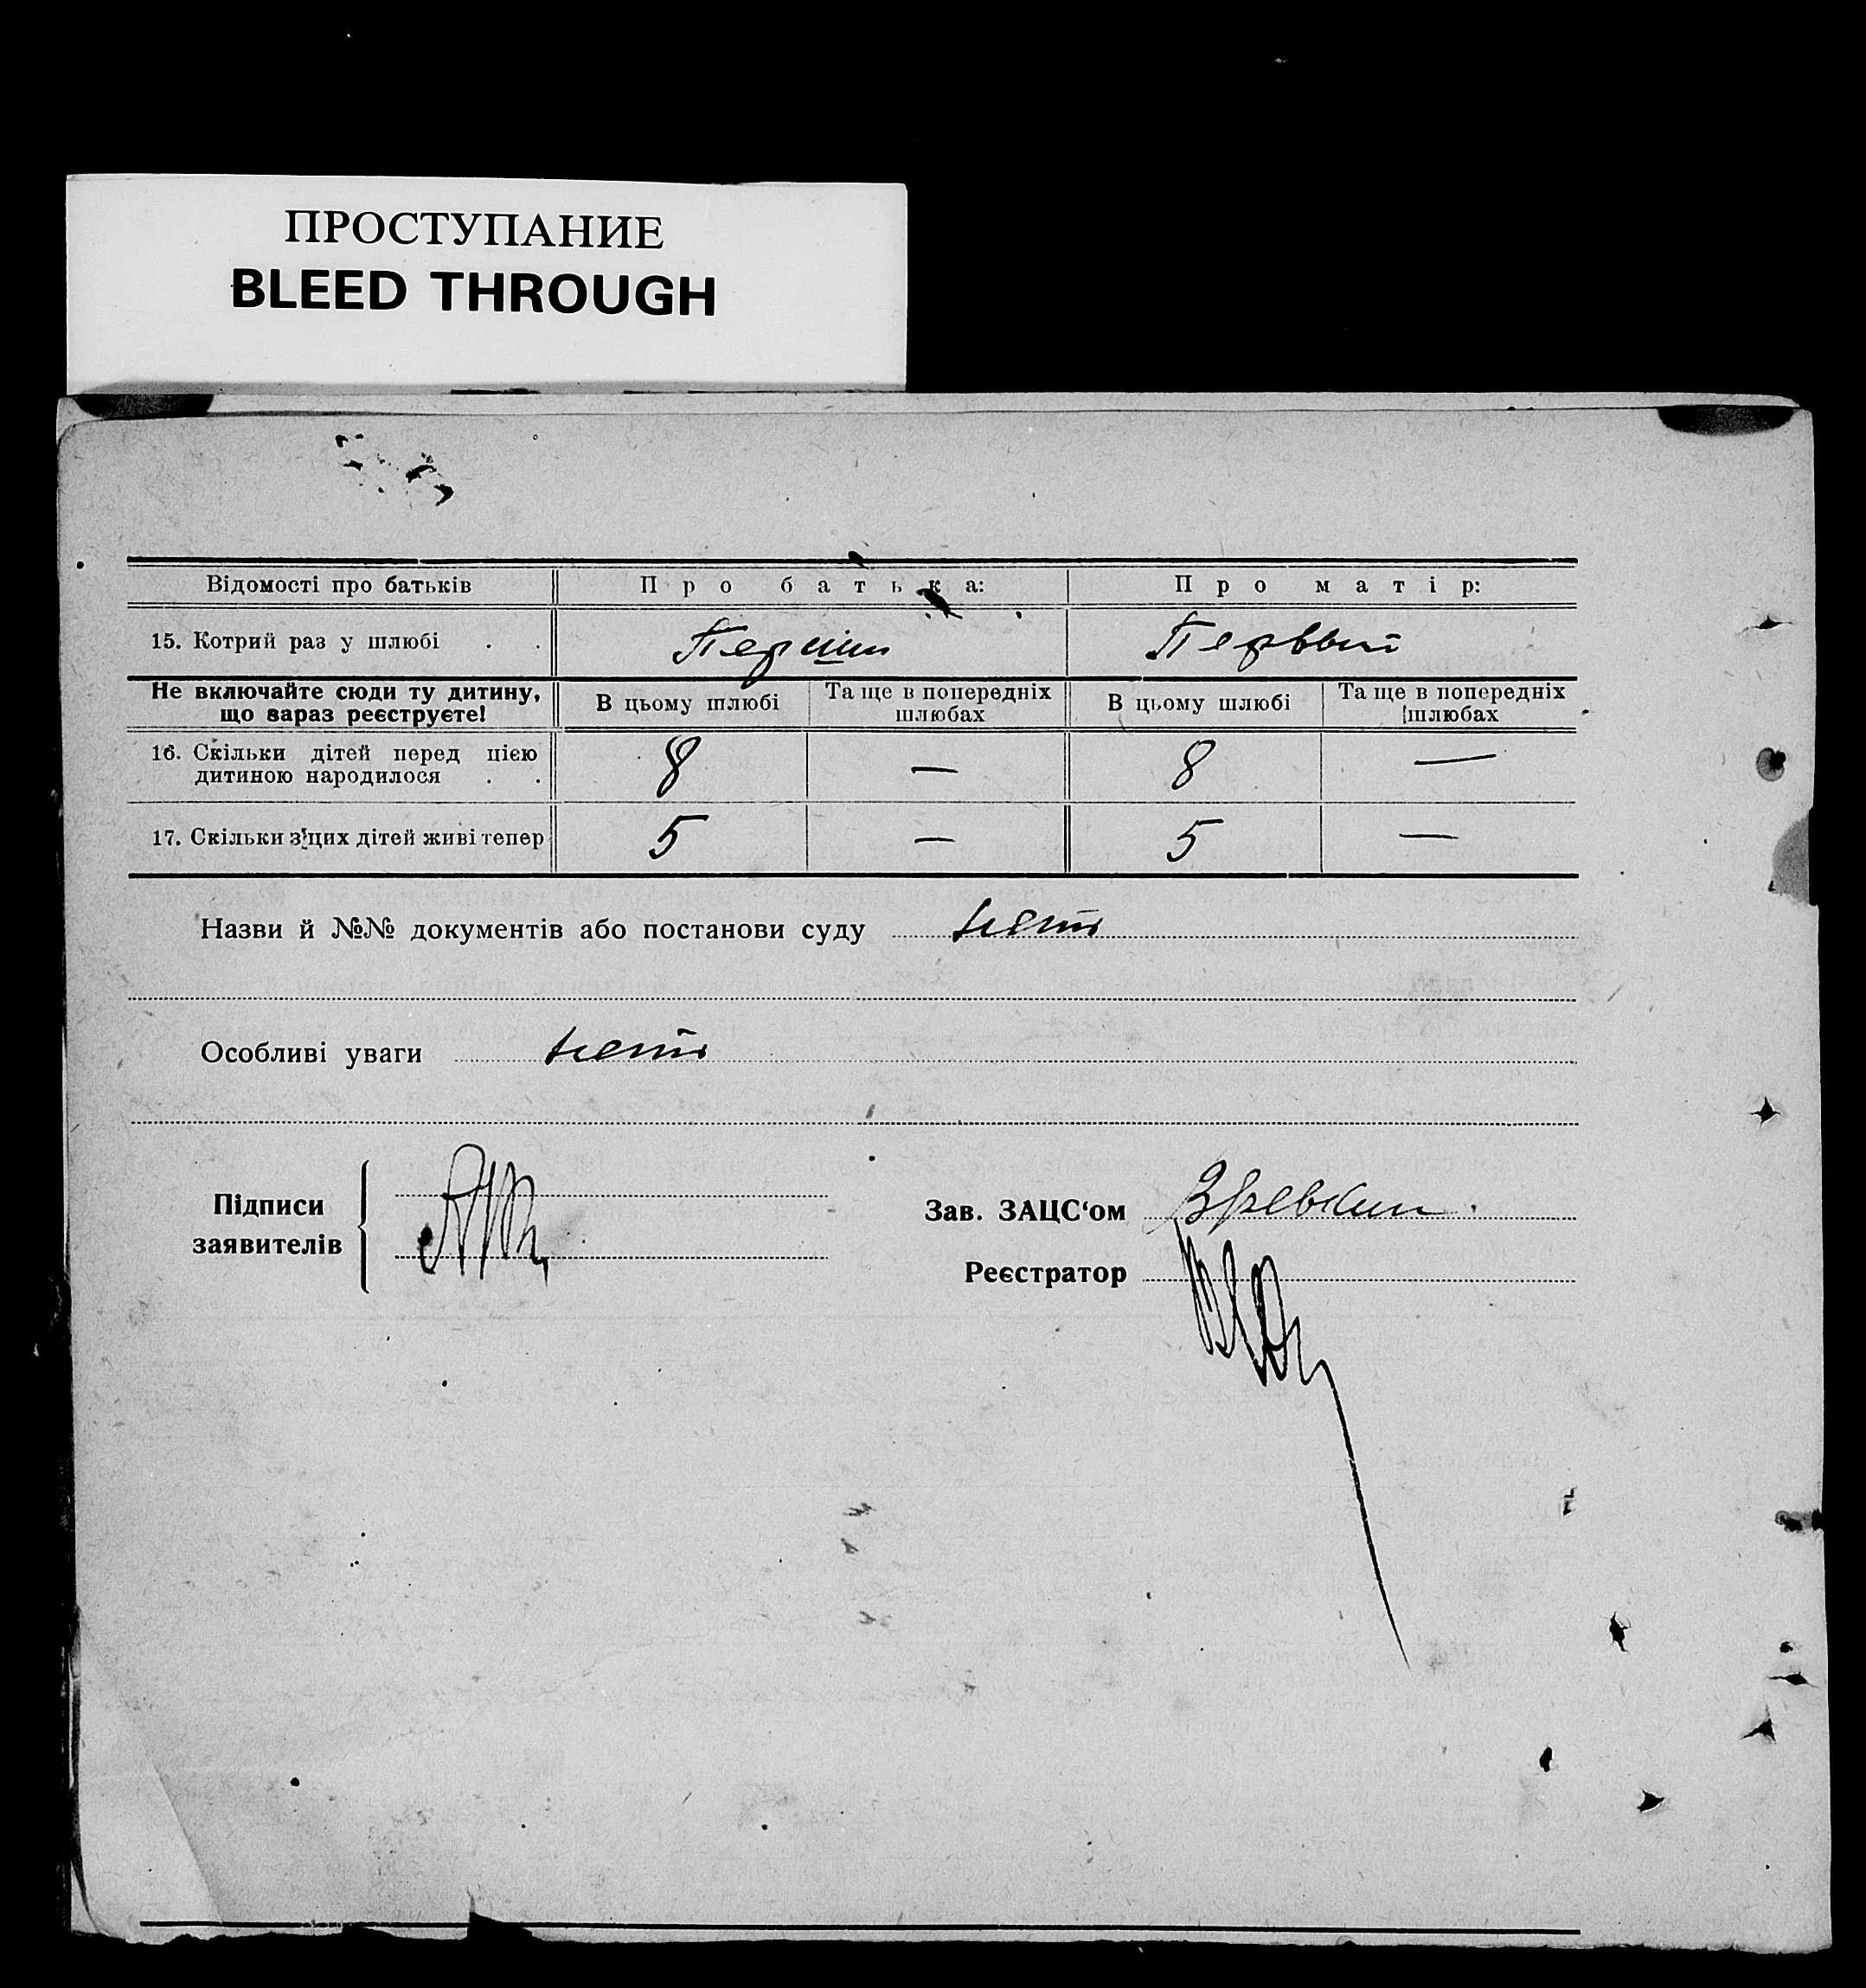 ПРОСТУПАНИЕ
BLEED THROUGH
Відомості про батьків
Про батька:
Про матір:
15. Котрий раз у шлюбі . .
Перший
Первый
Не включайте сюди ту дитину,
що зараз реєструєте!
В цьому шлюбі
Та ще в попередніх
шлюбах
В цьому шлюбі
Та ще в попередніх
шлюбах
16. Скільки дітей перед цією
дитиною народилося . .
8 — 8 —
17. Скільки з цих дітей живі тепер
5 — 5 —
Назви й №№ документів або постанови суду нет
Особливі уваги нет
Підписи
заявителів
Зав. ЗАЦС‘ом
Реєстратор